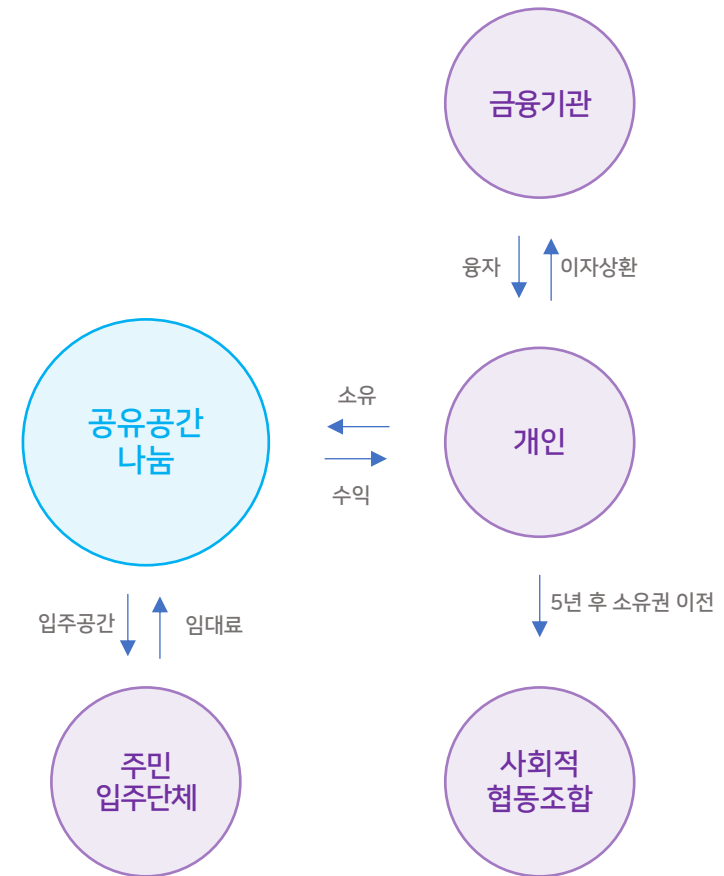 금융기관
융자
이자상환
공유공간
나눔
소유
수익
개인
입주공간
임대료
5년 후 소유권 이전
주민
입주단체
사회적
협동조합